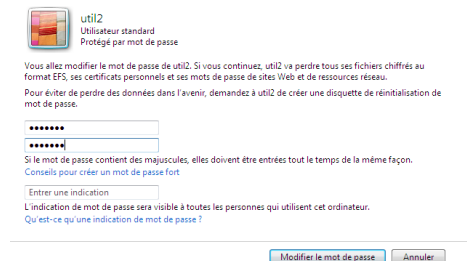 util2
Utilisateur standard
Protégé par mot de passe
Vous allez modifier le mot de passe de util2. Si vous continuez, util2 va perdre tous ses fichiers chiffrés au
format EFS, ses certificats personnels et ses mots de passe de sites Web et de ressources réseau.
Pour éviter de perdre des données dans l'avenir, demandez à util2 de créer une disquette de réinitialisation de
mot de passe.
•••••••
•••••••
Si le mot de passe contient des majuscules, elles doivent être entrées tout le temps de la même façon.
Conseils pour créer un mot de passe fort
Entrer une indication
L'indication de mot de passe sera visible à toutes les personnes qui utilisent cet ordinateur.
Qu'est-ce qu'une indication de mot de passe ?
Modifier le mot de passe Annuler